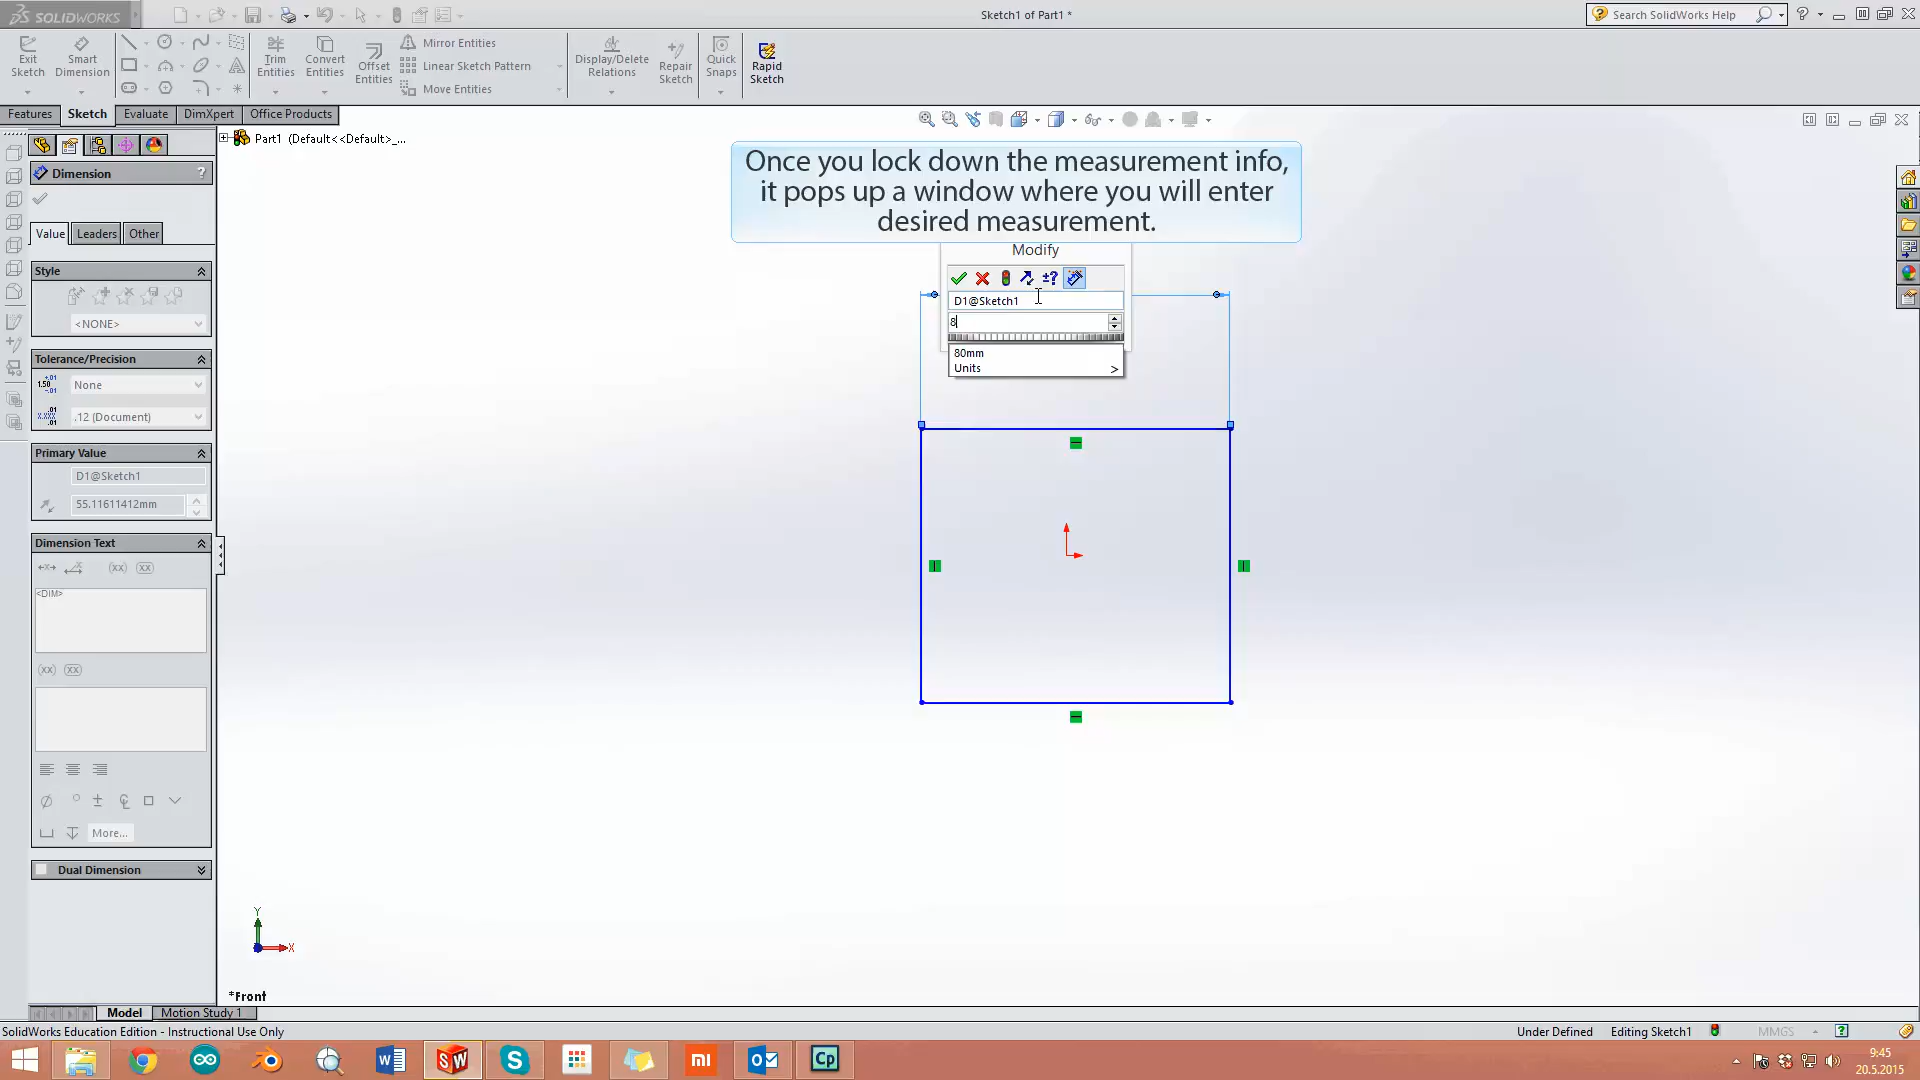 SOLIDWORKS
Sketch1 of Part1 *
Search SolidWorks Help
Exit Sketch
Smart Dimension
Trim Entities
Convert Entities
Offset Entities
Mirror Entities
Linear Sketch Pattern
Move Entities
Display/Delete Relations
Repair Sketch
Quick Snaps
Rapid Sketch
Features
Sketch
Evaluate
DimXpert
Office Products
Part1 (Default<<Default>_...
Dimension
?
Value
Leaders
Other
Style
<NONE>
Tolerance/Precision
None
.12 (Document)
Primary Value
D1@Sketch1
55.11611412mm
Dimension Text
(xx) (xx)
<DIM>
(xx) (xx)
More...
Dual Dimension
Once you lock down the measurement info,
it pops up a window where you will enter
desired measurement.
Modify
±?
D1@Sketch1
8
80mm
Units >
Y
X
*Front
Model
Motion Study 1
SolidWorks Education Edition - Instructional Use Only
Under Defined
Editing Sketch1
MMGS
SW
mi
Cp
9:45
20.5.2015